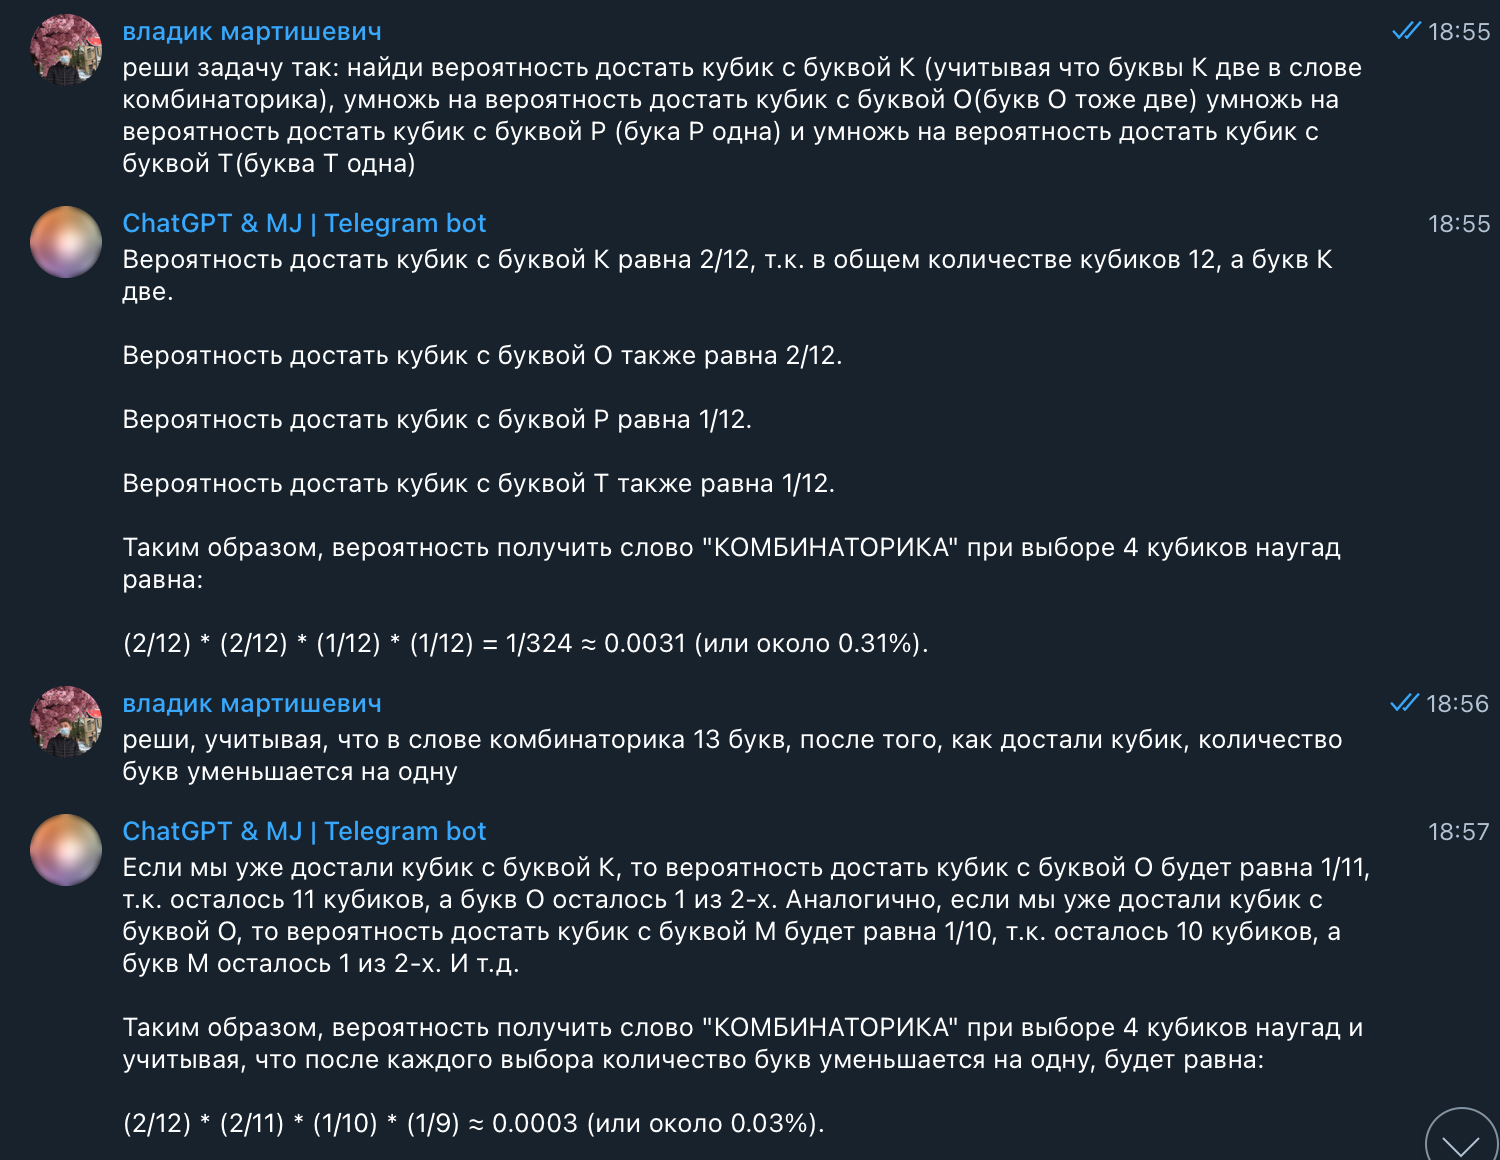 владик мартишевич
18:55
реши задачу так: найди вероятность достать кубик с буквой К (учитывая что буквы К две в слове
комбинаторика), умножь на вероятность достать кубик с буквой О(букв О тоже две) умножь на
вероятность достать кубик с буквой Р (бука Р одна) и умножь на вероятность достать кубик с
буквой Т(буква Т одна)
ChatGPT & MJ | Telegram bot
18:55
Вероятность достать кубик с буквой К равна 2/12, т.к. в общем количестве кубиков 12, а букв К
две.
Вероятность достать кубик с буквой О также равна 2/12.
Вероятность достать кубик с буквой Р равна 1/12.
Вероятность достать кубик с буквой Т также равна 1/12.
Таким образом, вероятность получить слово "КОМБИНАТОРИКА" при выборе 4 кубиков наугад
равна:
(2/12) * (2/12) * (1/12) * (1/12) = 1/324 ≈ 0.0031 (или около 0.31%).
владик мартишевич
18:56
реши, учитывая, что в слове комбинаторика 13 букв, после того, как достали кубик, количество
букв уменьшается на одну
ChatGPT & MJ | Telegram bot
18:57
Если мы уже достали кубик с буквой К, то вероятность достать кубик с буквой О будет равна 1/11,
т.к. осталось 11 кубиков, а букв О осталось 1 из 2-х. Аналогично, если мы уже достали кубик с
буквой О, то вероятность достать кубик с буквой М будет равна 1/10, т.к. осталось 10 кубиков, а
букв М осталось 1 из 2-х. И т.д.
Таким образом, вероятность получить слово "КОМБИНАТОРИКА" при выборе 4 кубиков наугад и
учитывая, что после каждого выбора количество букв уменьшается на одну, будет равна:
(2/12) * (2/11) * (1/10) * (1/9) ≈ 0.0003 (или около 0.03%).